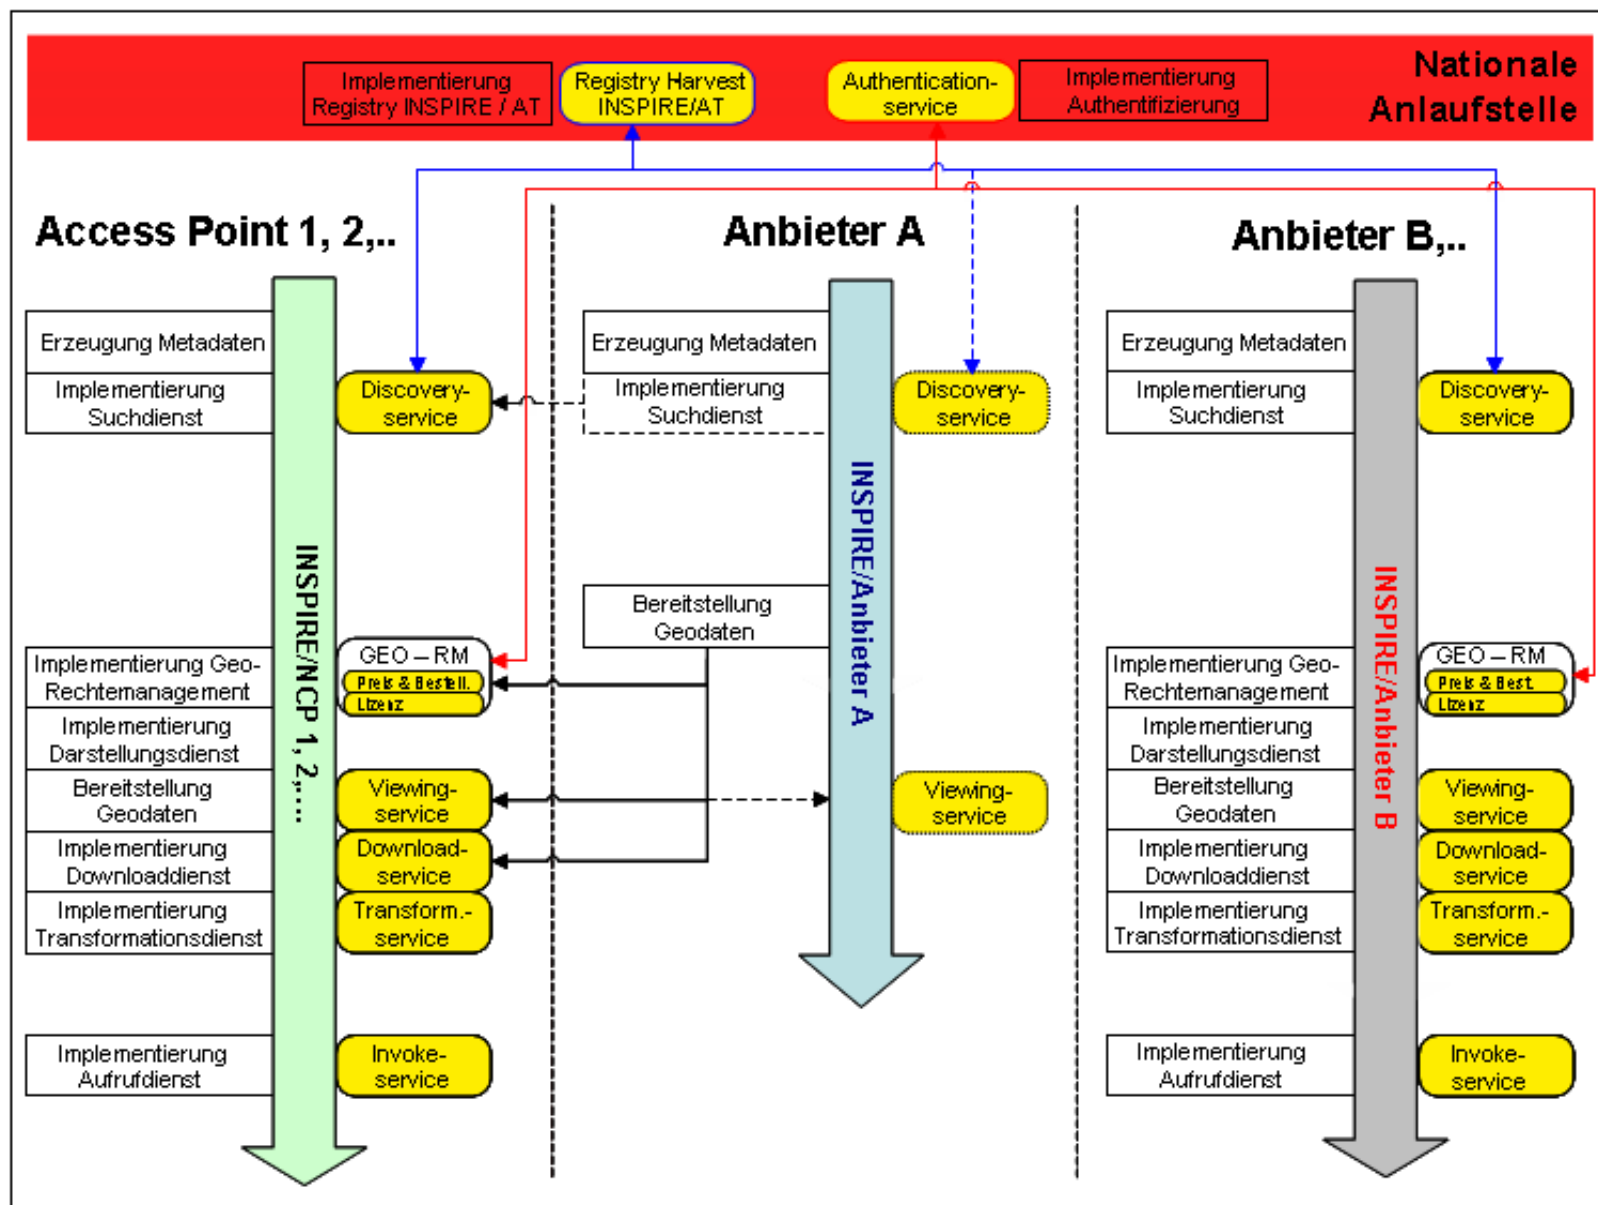 Nationale
Anlaufstelle
Implementierung
Registry INSPIRE / AT
Registry Harvest
INSPIRE/AT
Authentication-
service
Implementierung
Authentifizierung
Access Point 1, 2,..
Erzeugung Metadaten
Implementierung
Suchdienst
Discovery-
service
INSPIRE/NCP 1, 2,....
Implementierung Geo-
Rechtemanagement
GEO – RM
Preis & Bestell.
Lizenz
Implementierung
Darstellungsdienst
Bereitstellung
Geodaten
Viewing-
service
Implementierung
Downloaddienst
Download-
service
Implementierung
Transformationsdienst
Transform.-
service
Implementierung
Aufrufdienst
Invoke-
service
Anbieter A
Erzeugung Metadaten
Implementierung
Suchdienst
Discovery-
service
INSPIRE/Anbieter A
Bereitstellung
Geodaten
Viewing-
service
Anbieter B,..
Erzeugung Metadaten
Implementierung
Suchdienst
Discovery-
service
INSPIRE/Anbieter B
Implementierung Geo-
Rechtemanagement
GEO – RM
Preis & Best.
Lizenz
Implementierung
Darstellungsdienst
Bereitstellung
Geodaten
Viewing-
service
Implementierung
Downloaddienst
Download-
service
Implementierung
Transformationsdienst
Transform.-
service
Implementierung
Aufrufdienst
Invoke-
service